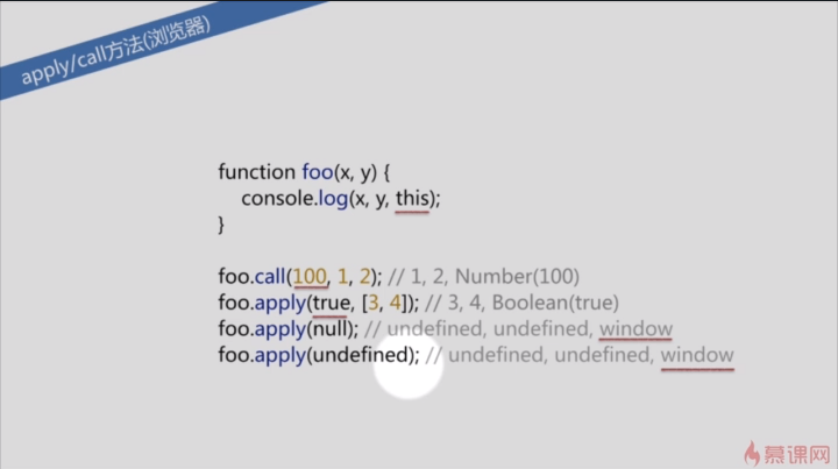 apply/call方法(浏览器)
function foo(x, y) {
console.log(x, y, this);
}
foo.call(100, 1, 2); // 1, 2, Number(100)
foo.apply(true, [3, 4]); // 3, 4, Boolean(true)
foo.apply(null); // undefined, undefined, window
foo.apply(undefined); // undefined, undefined, window
慕课网